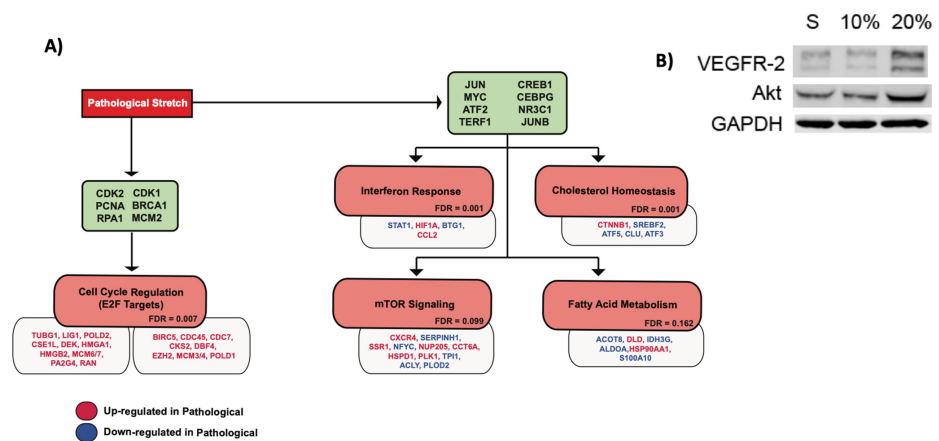 A)
Pathological Stretch
JUN CREB1
MYC CEBPG
ATF2 NR3C1
TERF1 JUNB
CDK2 CDK1
PCNA BRCA1
RPA1 MCM2
Interferon Response
FDR = 0.001
STAT1, HIF1A, BTG1,
CCL2
Cholesterol Homeostasis
FDR = 0.001
CTNNB1, SREBF2,
ATF5, CLU, ATF3
Cell Cycle Regulation
(E2F Targets)
FDR = 0.007
TUBG1, LIG1, POLD2,
CSE1L, DEK, HMGA1,
HMGB2, MCM6/7,
PA2G4, RAN
BIRC5, CDC45, CDC7,
CKS2, DBF4,
EZH2, MCM3/4, POLD1
mTOR Signaling
FDR = 0.099
CXCR4, SERPINH1,
SSR1, NFYC, NUP205, CCT6A,
HSPD1, PLK1, TPI1,
ACLY, PLOD2
Fatty Acid Metabolism
FDR = 0.162
ACOT8, DLD, IDH3G,
ALDOA,HSP90AA1,
S100A10
Up-regulated in Pathological
Down-regulated in Pathological
B)
S 10% 20%
VEGFR-2
Akt
GAPDH